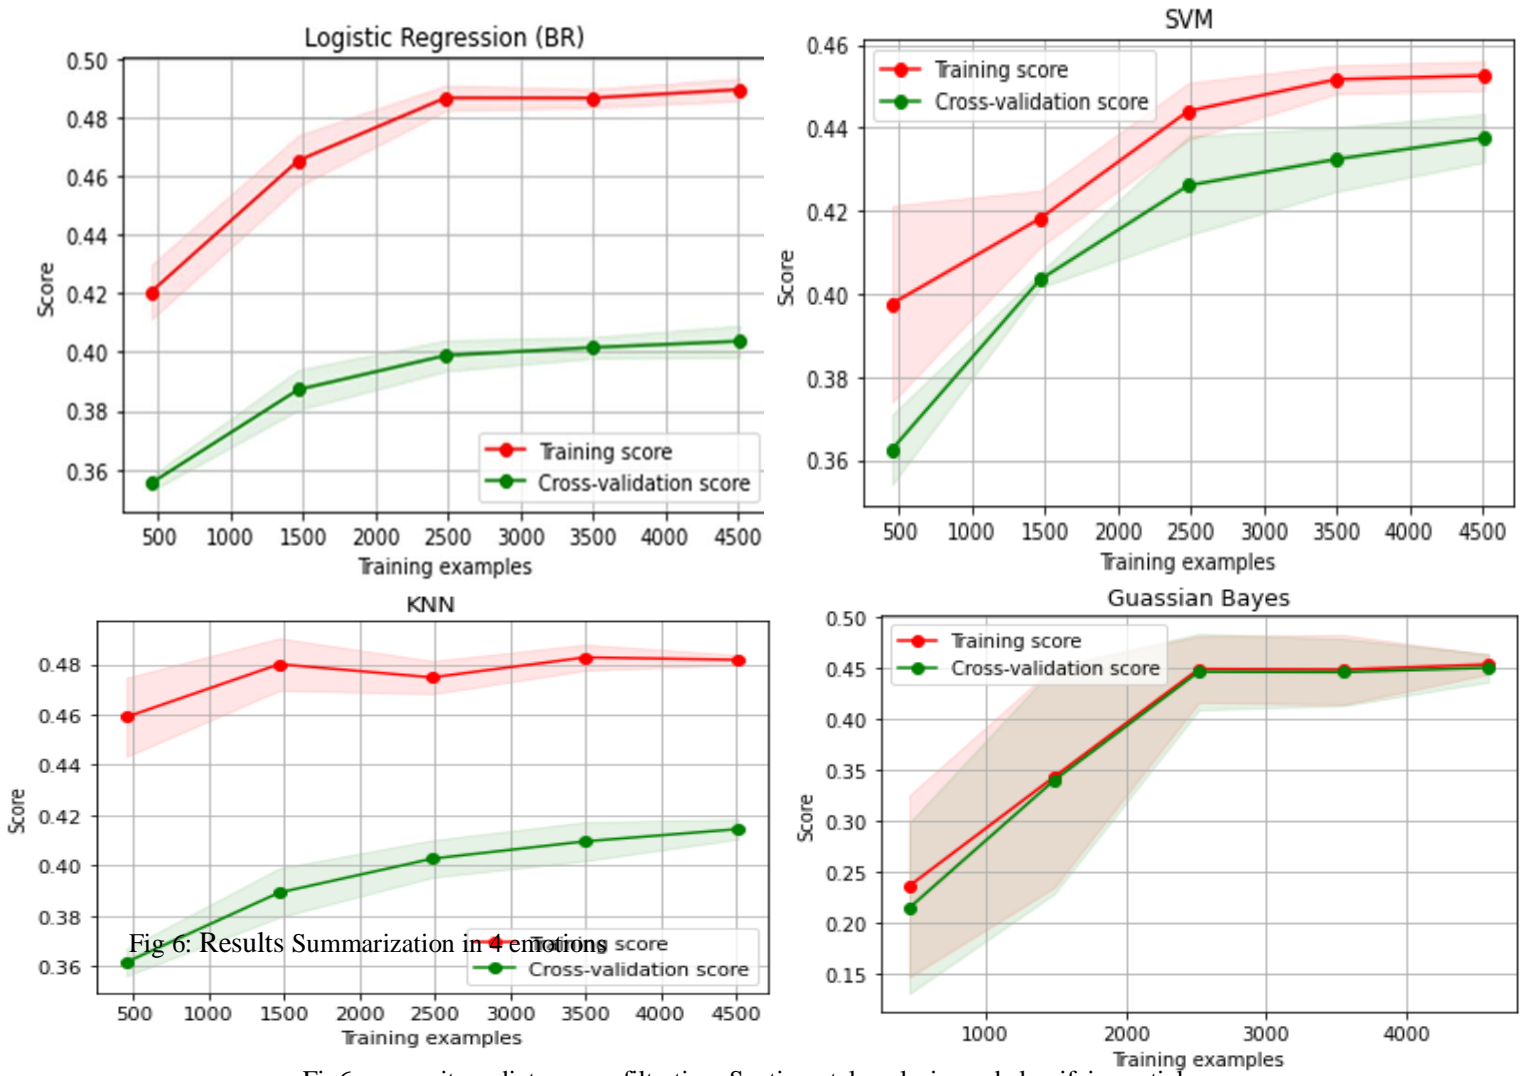 Logistic Regression (BR)
0.50
0.48
0.46
0.44
0.42
0.40
0.38
0.36
Score
Training score
Cross-validation score
500 1000 1500 2000 2500 3000 3500 4000 4500
Training examples
SVM
0.46
0.44
0.42
0.40
0.38
0.36
Score
Training score
Cross-validation score
500 1000 1500 2000 2500 3000 3500 4000 4500
Training examples
KNN
0.48
0.46
0.44
0.42
0.40
0.38
0.36
Score
Training score
Cross-validation score
Fig 6: Results Summarization in 4 emotions
500 1000 1500 2000 2500 3000 3500 4000 4500
Training examples
Guassian Bayes
0.50
0.45
0.40
0.35
0.30
0.25
0.20
0.15
Score
Training score
Cross-validation score
1000 2000 3000 4000
Training examples